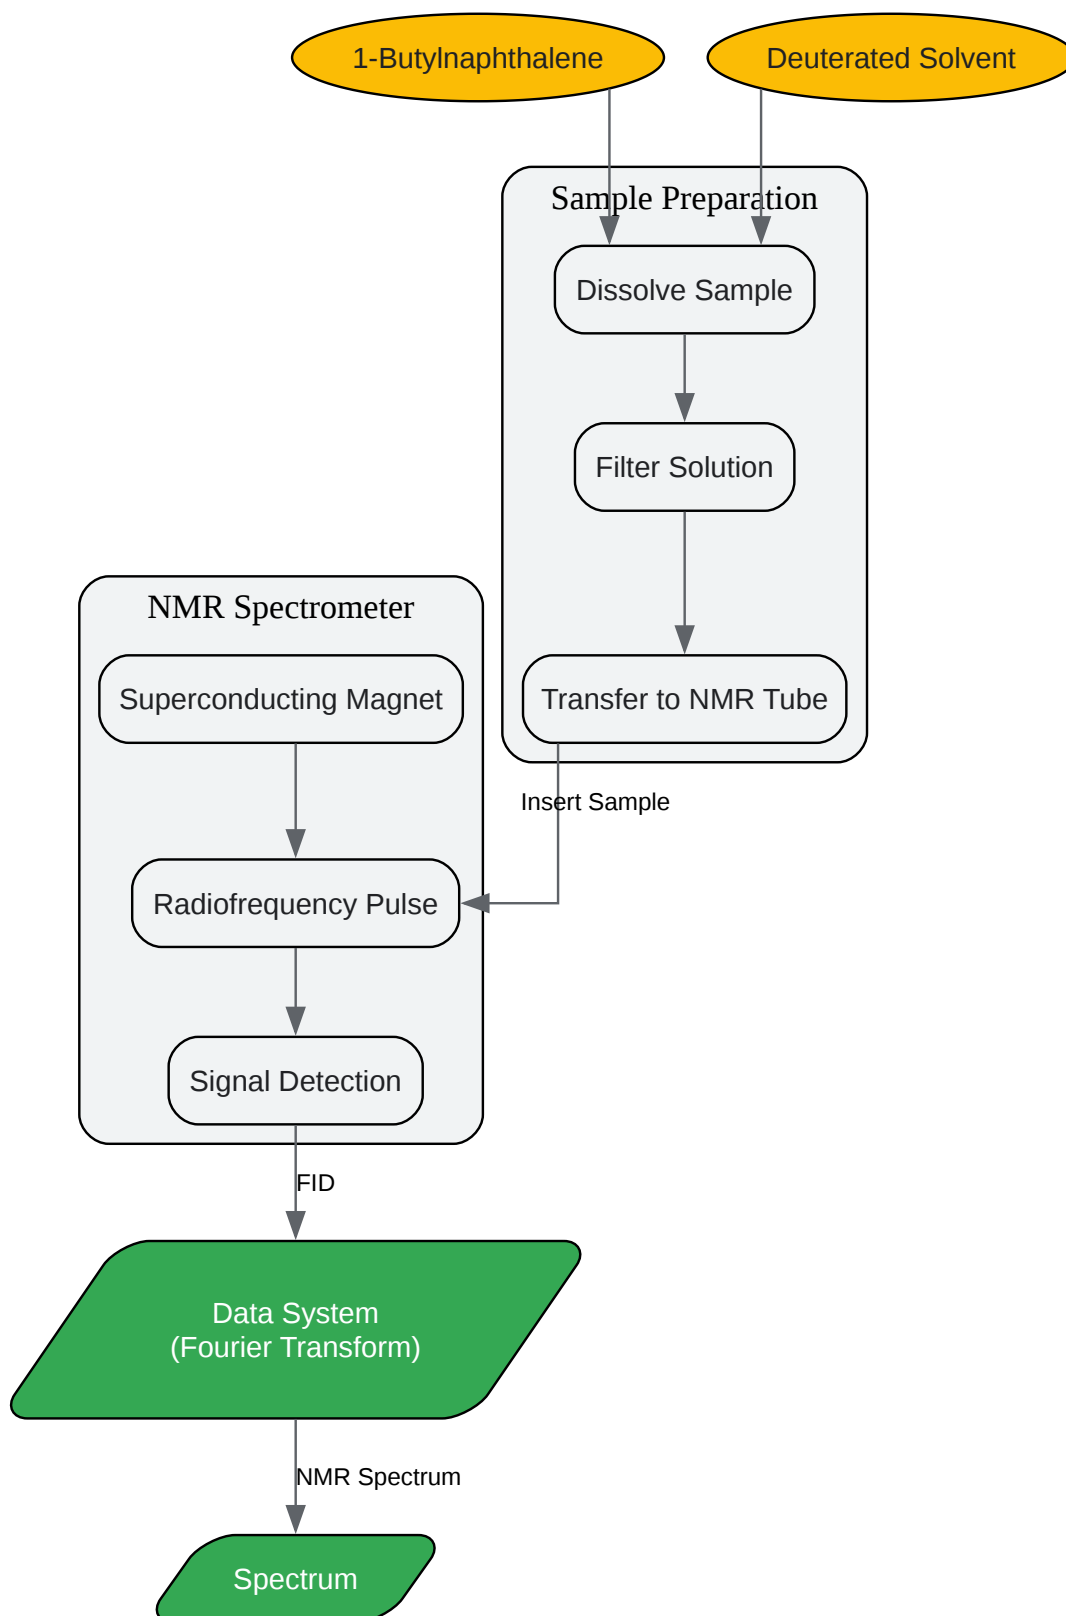 1-Butylnaphthalene
Deuterated Solvent
Sample Preparation
Dissolve Sample
Filter Solution
NMR Spectrometer
Superconducting Magnet
Transfer to NMR Tube
Insert Sample
Radiofrequency Pulse
Signal Detection
FID
Data System
(Fourier Transform)
NMR Spectrum
Spectrum